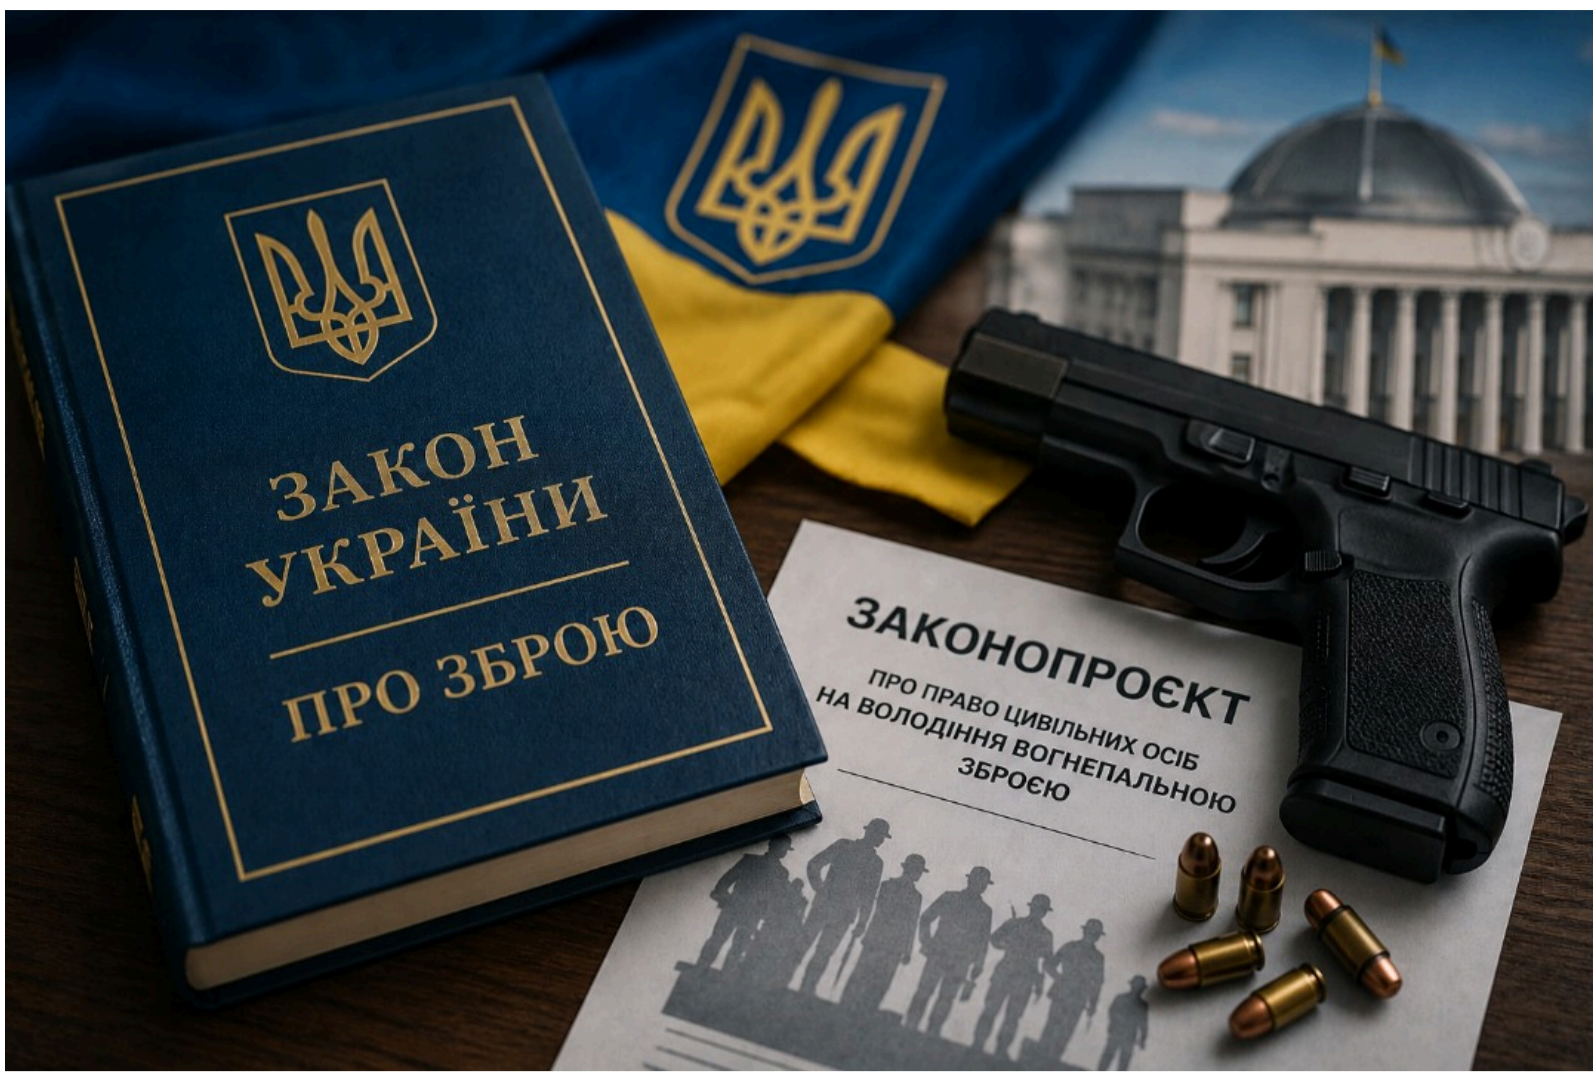 ЗАКОН
УКРАЇНИ
ПРО ЗБРОЮ
ЗАКОНОПРОЄКТ
ПРО ПРАВО ЦИВІЛЬНИХ ОСІБ
НА ВОЛОДІННЯ ВОГНЕПАЛЬНОЮ
ЗБРОЄЮ